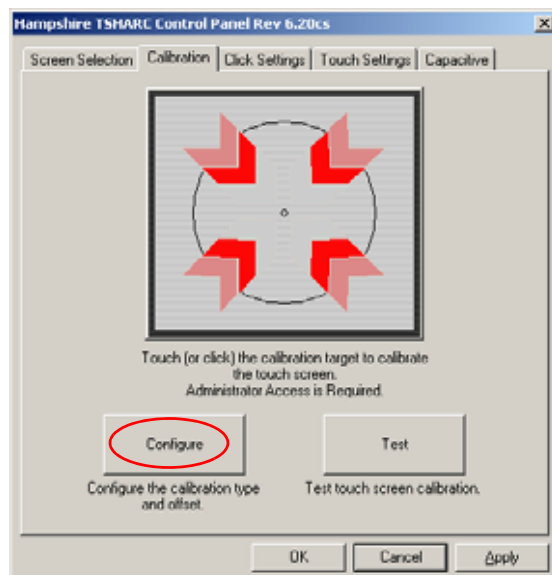 Hampshire TSHARC Control Panel Rev 6.20cs
Screen Selection Calibration Click Settings Touch Settings Capacitive
Touch (or click) the calibration target to calibrate
the touch screen.
Administrator Access is Required.
Configure Test
Configure the calibration type Test touch screen calibration.
and offset.
OK Cancel Apply